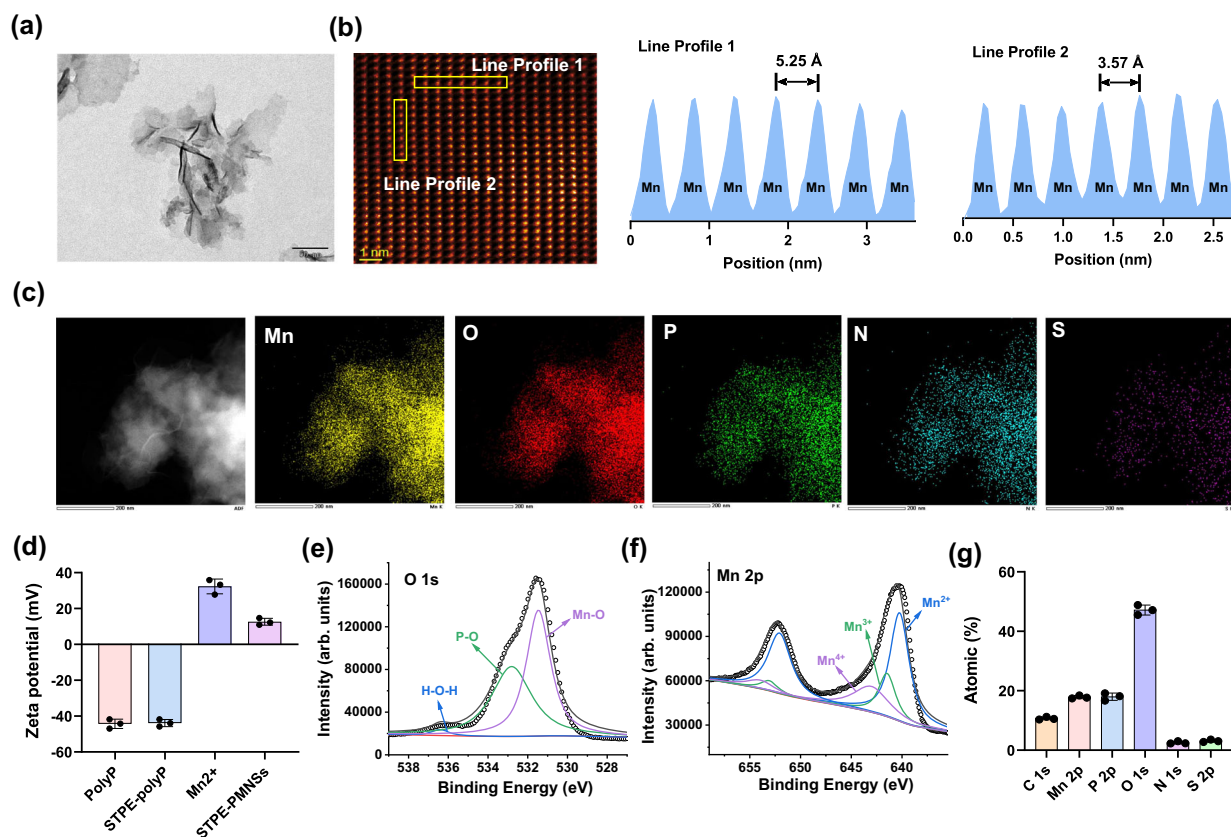 (a)
(b)
Line Profile 1
Line Profile 2
1 nm
Line Profile 1
5.25 Å
Mn Mn Mn Mn Mn Mn Mn
0 1 2 3
Position (nm)
Line Profile 2
3.57 Å
Mn Mn Mn Mn Mn Mn Mn
0.0 0.5 1.0 1.5 2.0 2.5
Position (nm)
(c)
200 nm ADF
Mn
200 nm Mn K
O
200 nm O K
P
200 nm P K
N
200 nm N K
S
200 nm S
(d)
Zeta potential (mV)
40
20
0
-20
-40
-60
PolyP
STPE-polyP
Mn2+
STPE-PMNSs
(e)
O 1s
Intensity (arb. units)
160000
120000
80000
40000
0
H-O-H
P-O
Mn-O
538 536 534 532 530 528
Binding Energy (eV)
(f)
Mn 2p
Intensity (arb. units)
120000
90000
60000
30000
Mn4+
Mn3+
Mn2+
655 650 645 640
Binding Energy (eV)
(g)
Atomic (%)
60
40
20
0
C 1s
Mn 2p
P 2p
O 1s
N 1s
S 2p